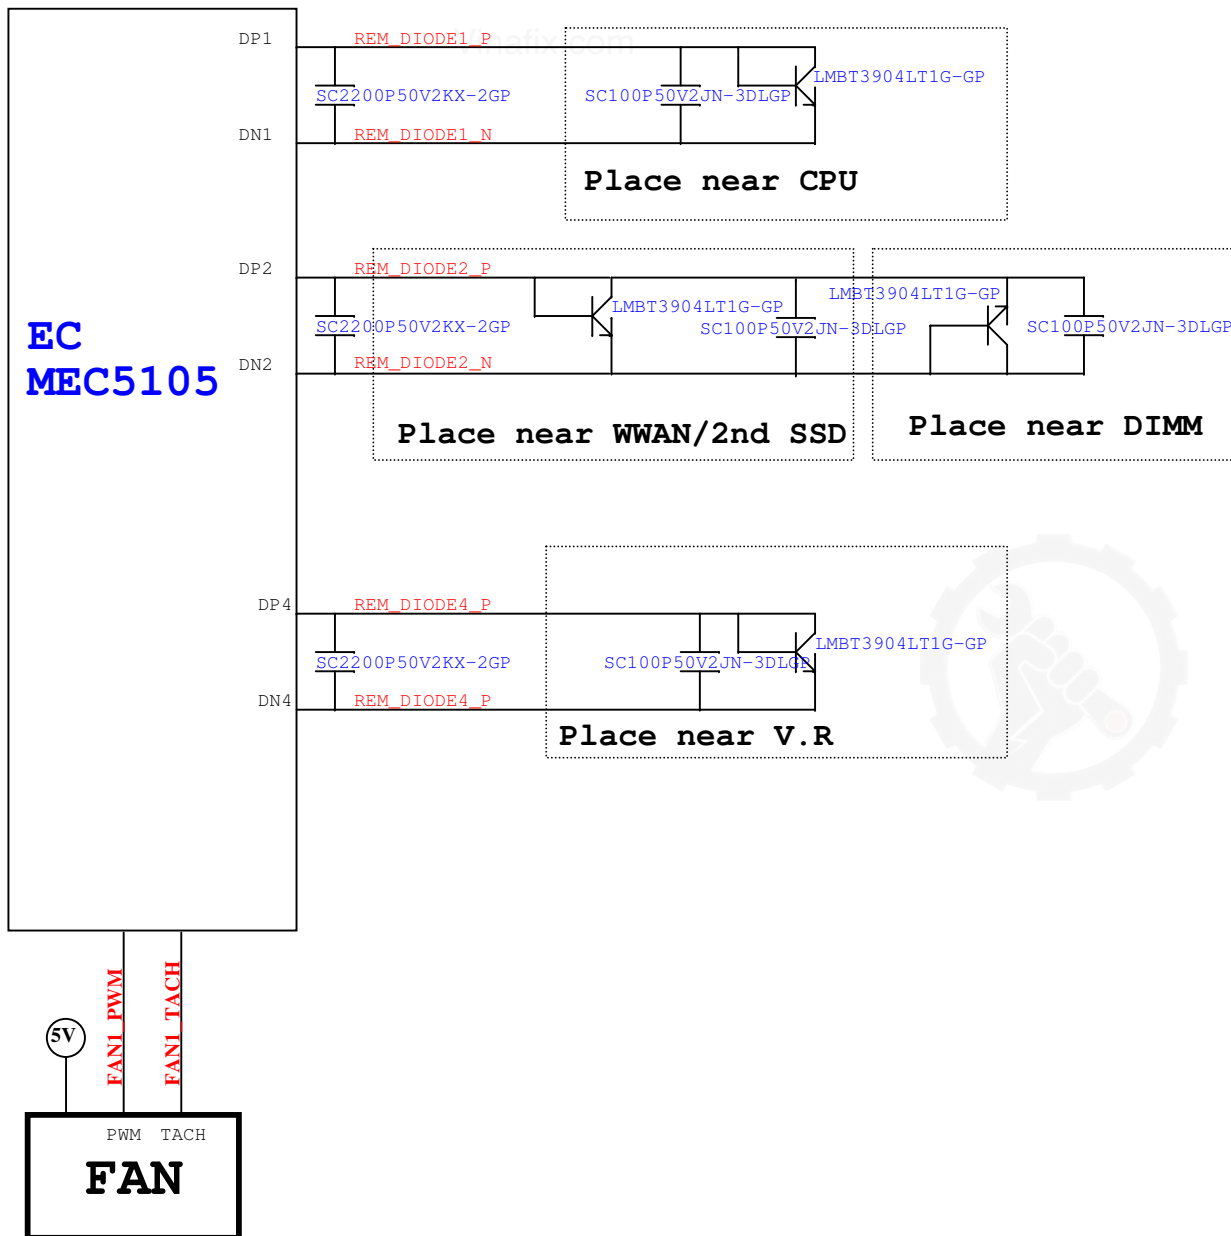 Vinafix.com
DP1
REM_DIODE1_P
SC2200P50V2KX-2GP
SC100P50V2JN-3DLGP
LMBT3904LT1G-GP
DN1
REM_DIODE1_N
Place near CPU
DP2
REM_DIODE2_P
SC2200P50V2KX-2GP
LMBT3904LT1G-GP
SC100P50V2JN-3DLGP
LMBT3904LT1G-GP
SC100P50V2JN-3DLGP
DN2
REM_DIODE2_N
EC
MEC5105
Place near WWAN/2nd SSD
Place near DIMM
DP4
REM_DIODE4_P
SC2200P50V2KX-2GP
SC100P50V2JN-3DLGP
LMBT3904LT1G-GP
DN4
REM_DIODE4_P
Place near V.R
FAN1_PWM
FAN1_TACH
5V
PWM TACH
FAN